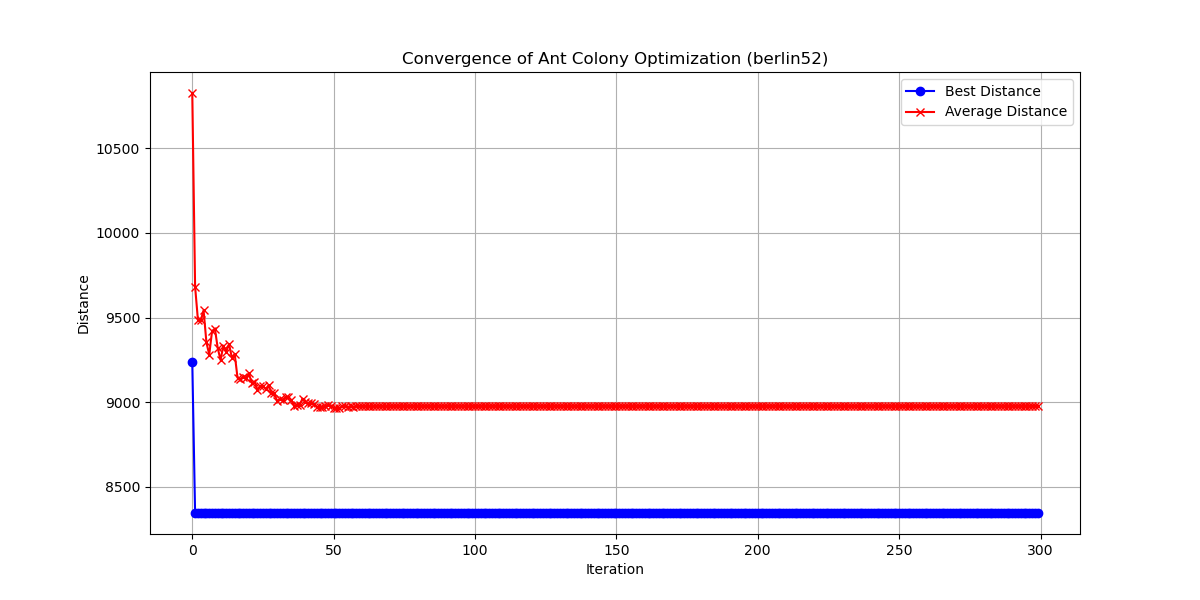 Convergence of Ant Colony Optimization (berlin52)
Best Distance
Average Distance
10500
10000
9500
9000
8500
Distance
0 50 100 150 200 250 300
Iteration